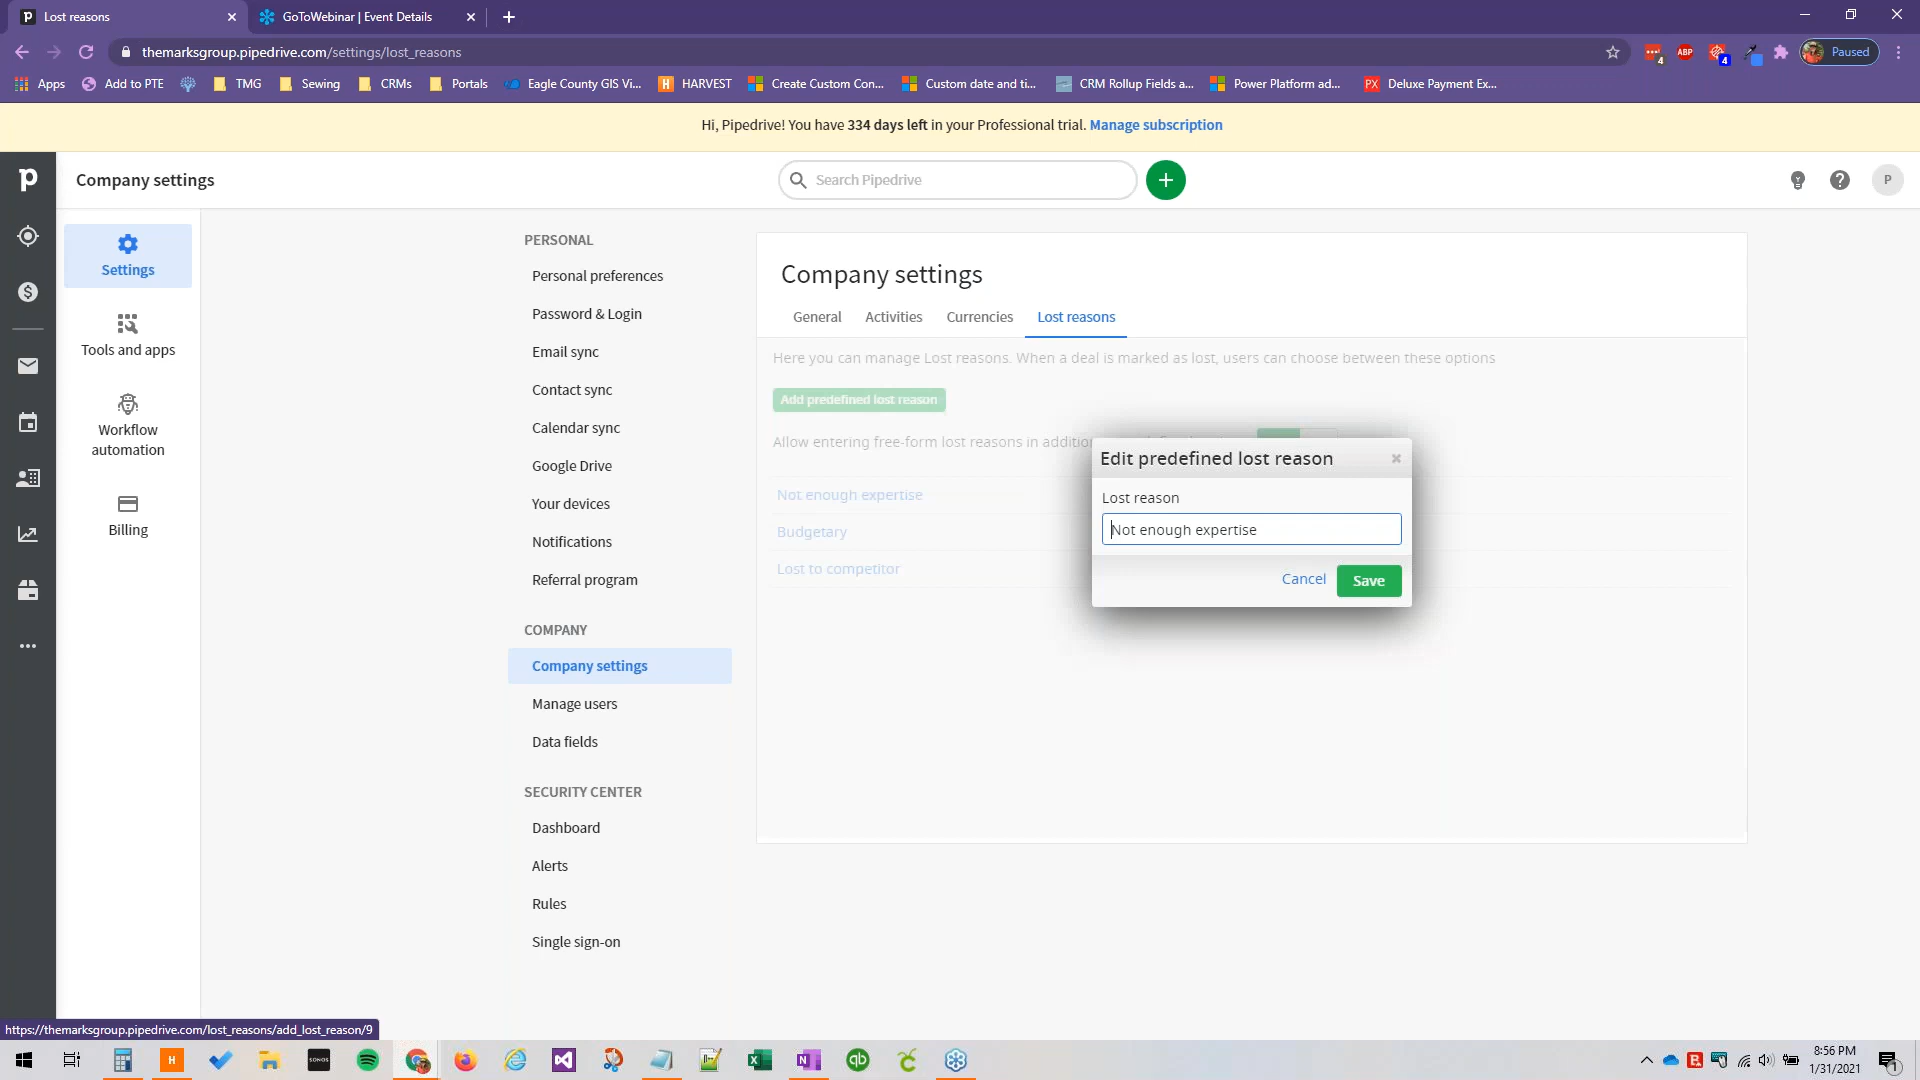 Lost reasons
GoToWebinar | Event Details
themarksgroup.pipedrive.com/settings/lost_reasons
4
ABP
4
Paused
Apps
Add to PTE
TMG
Sewing
CRMs
Portals
Eagle County GIS Vi...
HARVEST
Create Custom Con...
Custom date and ti...
CRM Rollup Fields a...
Power Platform ad...
PX
Deluxe Payment Ex...
Hi, Pipedrive! You have 334 days left in your Professional trial. Manage subscription
Company settings
Search Pipedrive
P
Settings
Tools and apps
Workflow
automation
Billing
PERSONAL
Personal preferences
Password & Login
Email sync
Contact sync
Calendar sync
Google Drive
Your devices
Notifications
Referral program
COMPANY
Company settings
Manage users
Data fields
SECURITY CENTER
Dashboard
Alerts
Rules
Single sign-on
Company settings
General
Activities
Currencies
Lost reasons
Here you can manage Lost reasons. When a deal is marked as lost, users can choose between these options
Add predefined lost reason
Allow entering free-form lost reasons in addition
Not enough expertise
Budgetary
Lost to competitor
Edit predefined lost reason
Lost reason
Not enough expertise
Cancel
Save
https://themarksgroup.pipedrive.com/lost_reasons/add_lost_reason/9
H
SONOS
N
qb
8:56 PM
1/31/2021
1